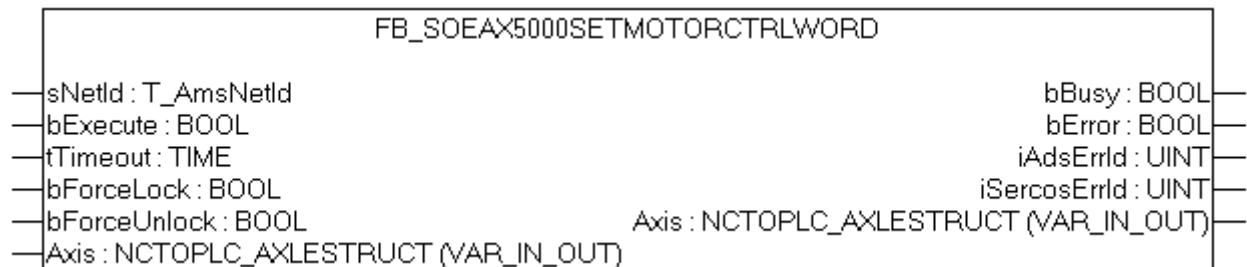 FB_SOEAX5000SETMOTORCTRLWORD
sNetId : T_AmsNetId
bBusy : BOOL
bExecute : BOOL
bError : BOOL
tTimeout : TIME
iAdsErrId : UINT
bForceLock : BOOL
iSercosErrId : UINT
bForceUnlock : BOOL
Axis : NCTOPLC_AXLESTRUCT (VAR_IN_OUT)
Axis : NCTOPLC_AXLESTRUCT (VAR_IN_OUT)